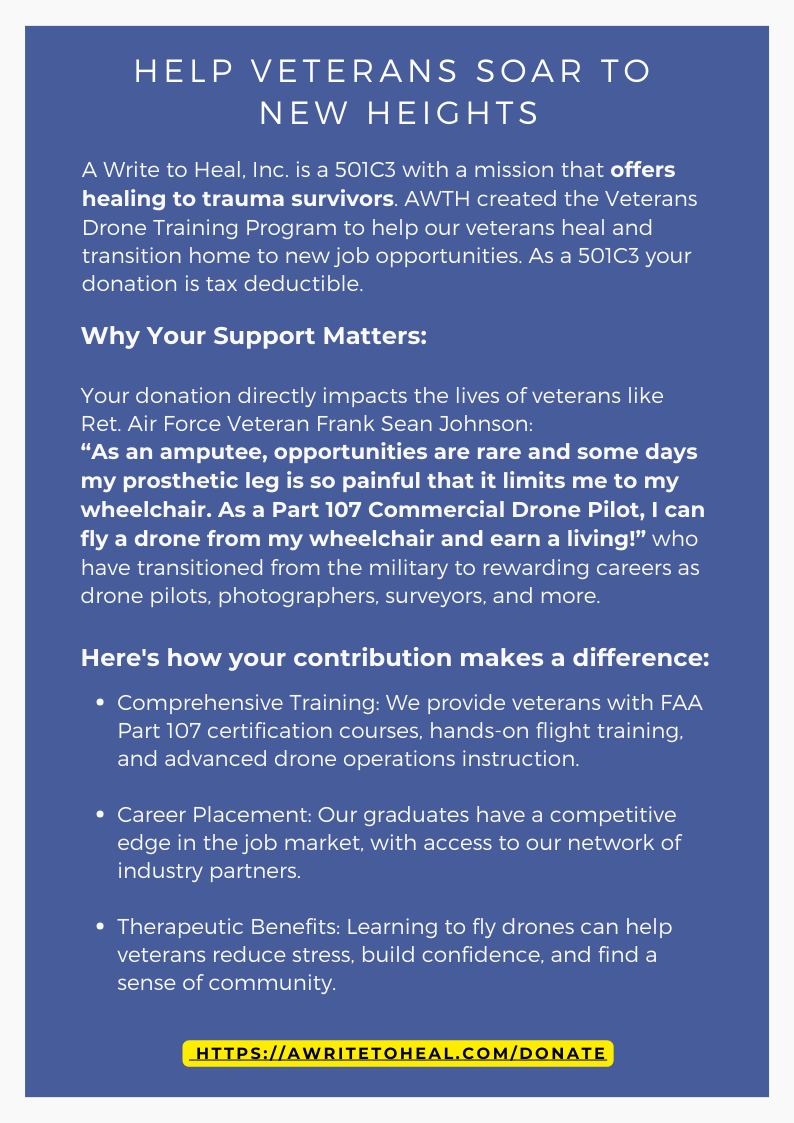 HELP VETERANS SOAR TO
NEW HEIGHTS
A Write to Heal, Inc. is a 501C3 with a mission that offers
healing to trauma survivors. AWTH created the Veterans
Drone Training Program to help our veterans heal and
transition home to new job opportunities. As a 501C3 your
donation is tax deductible.
Why Your Support Matters:
Your donation directly impacts the lives of veterans like
Ret. Air Force Veteran Frank Sean Johnson:
“As an amputee, opportunities are rare and some days
my prosthetic leg is so painful that it limits me to my
wheelchair. As a Part 107 Commercial Drone Pilot, I can
fly a drone from my wheelchair and earn a living!” who
have transitioned from the military to rewarding careers as
drone pilots, photographers, surveyors, and more.
Here's how your contribution makes a difference:
• Comprehensive Training: We provide veterans with FAA
Part 107 certification courses, hands-on flight training,
and advanced drone operations instruction.
• Career Placement: Our graduates have a competitive
edge in the job market, with access to our network of
industry partners.
• Therapeutic Benefits: Learning to fly drones can help
veterans reduce stress, build confidence, and find a
sense of community.
HTTPS://AWRITETOHEAL.COM/DONATE